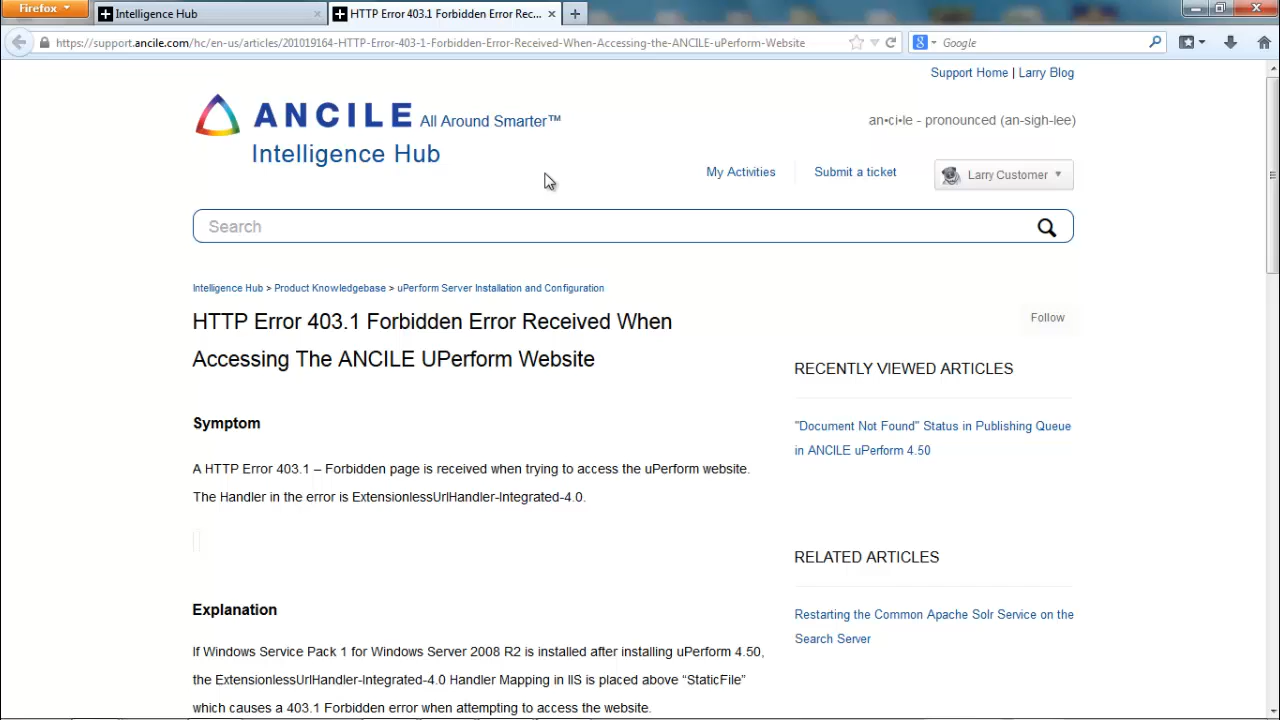 Firefox
Intelligence Hub
HTTP Error 403.1 Forbidden Error Rec...
https://support.ancile.com/hc/en-us/articles/201019164-HTTP-Error-403-1-Forbidden-Error-Received-When-Accessing-the-ANCILE-uPerform-Website
Google
Support Home | Larry Blog
ANCILE All Around Smarter™
an•ci•le - pronounced (an-sigh-lee)
Intelligence Hub
My Activities
Submit a ticket
Larry Customer
Search
Intelligence Hub > Product Knowledgebase > uPerform Server Installation and Configuration
HTTP Error 403.1 Forbidden Error Received When
Accessing The ANCILE UPerform Website
Follow
Symptom
A HTTP Error 403.1 – Forbidden page is received when trying to access the uPerform website.
The Handler in the error is ExtensionlessUrlHandler-Integrated-4.0.
Explanation
If Windows Service Pack 1 for Windows Server 2008 R2 is installed after installing uPerform 4.50,
the ExtensionlessUrlHandler-Integrated-4.0 Handler Mapping in IIS is placed above “StaticFile”
which causes a 403.1 Forbidden error when attempting to access the website.
RECENTLY VIEWED ARTICLES
"Document Not Found" Status in Publishing Queue
in ANCILE uPerform 4.50
RELATED ARTICLES
Restarting the Common Apache Solr Service on the
Search Server